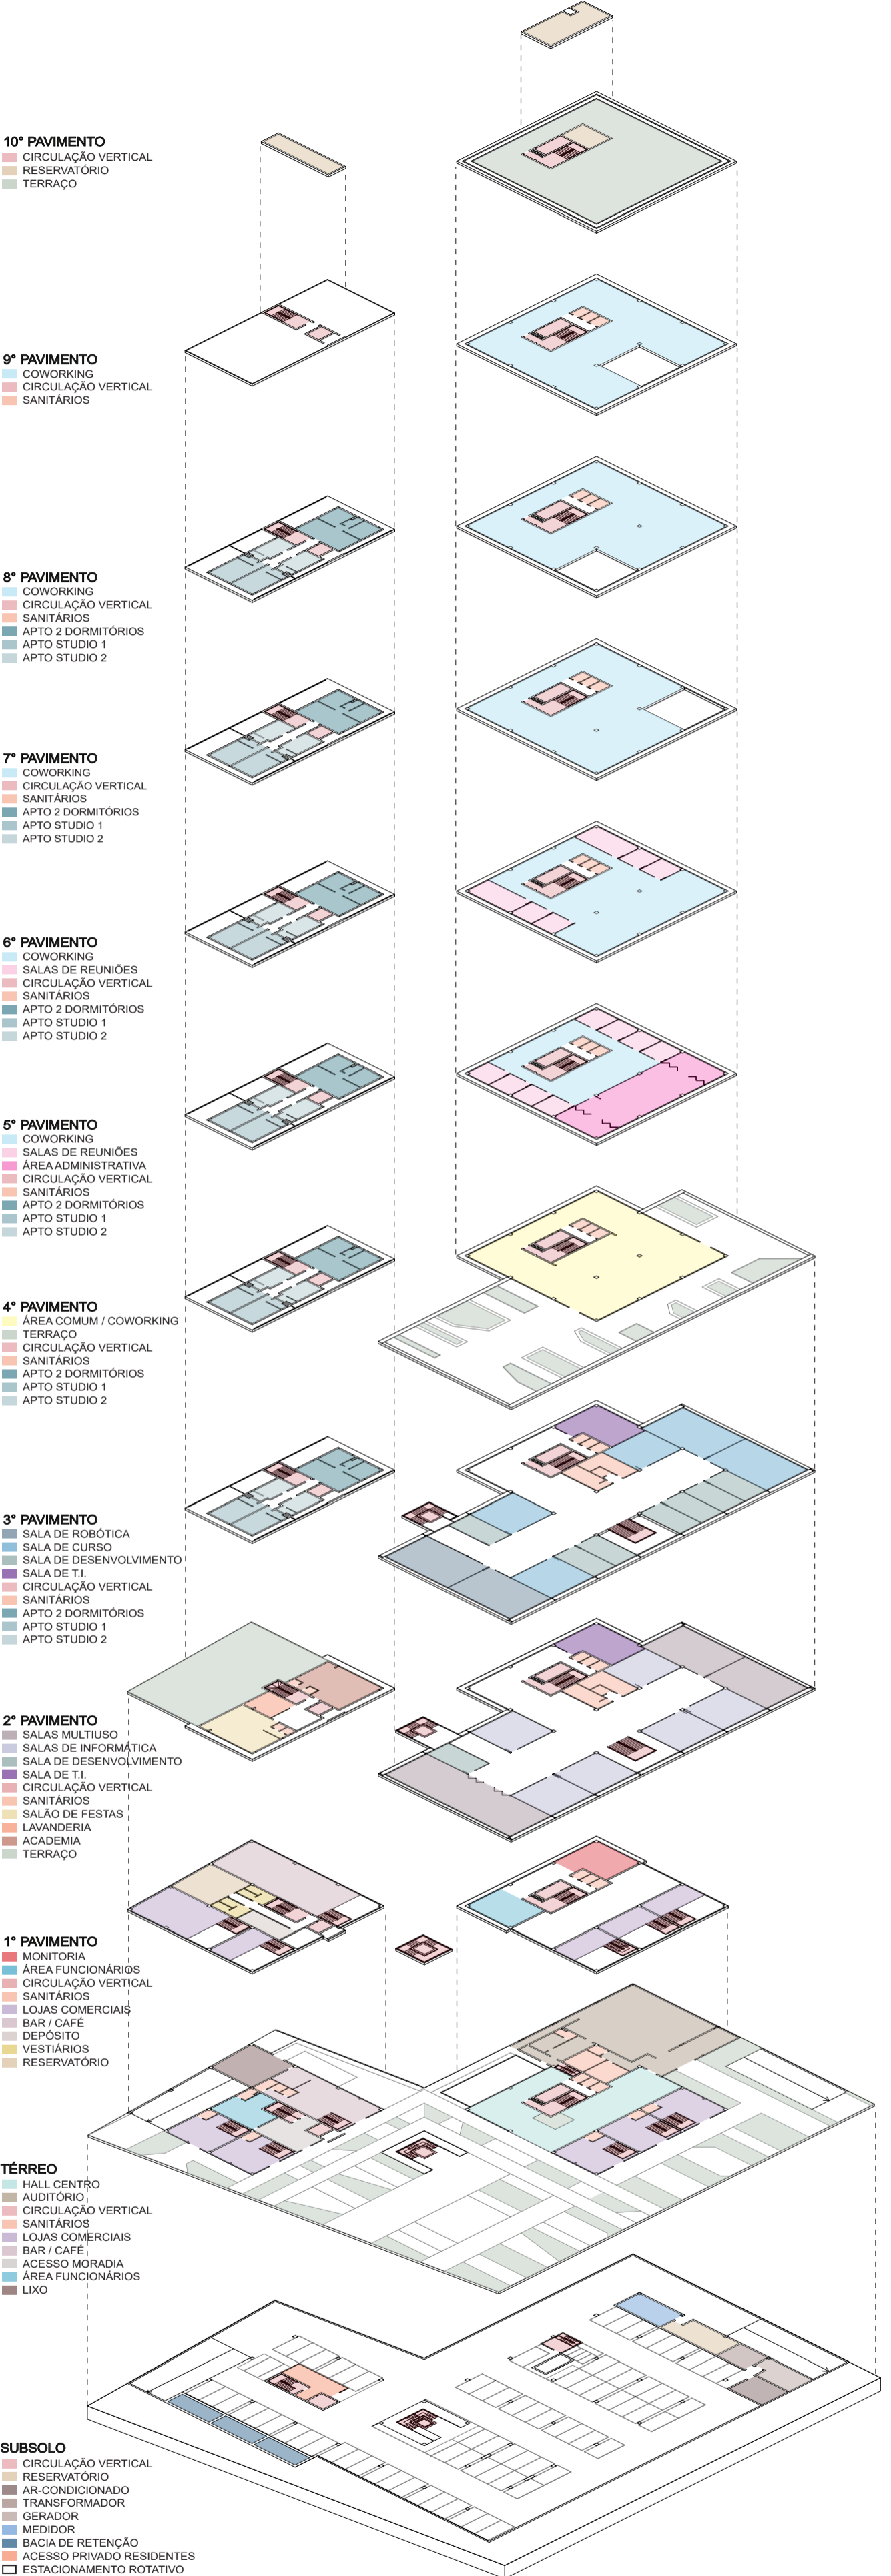 10° PAVIMENTO
CIRCULAÇÃO VERTICAL
RESERVATÓRIO
TERRAÇO
9° PAVIMENTO
COWORKING
CIRCULAÇÃO VERTICAL
SANITÁRIOS
8° PAVIMENTO
COWORKING
CIRCULAÇÃO VERTICAL
SANITÁRIOS
APTO 2 DORMITÓRIOS
APTO STUDIO 1
APTO STUDIO 2
7° PAVIMENTO
COWORKING
CIRCULAÇÃO VERTICAL
SANITÁRIOS
APTO 2 DORMITÓRIOS
APTO STUDIO 1
APTO STUDIO 2
6° PAVIMENTO
COWORKING
SALAS DE REUNIÕES
CIRCULAÇÃO VERTICAL
SANITÁRIOS
APTO 2 DORMITÓRIOS
APTO STUDIO 1
APTO STUDIO 2
5° PAVIMENTO
COWORKING
SALAS DE REUNIÕES
ÁREA ADMINISTRATIVA
CIRCULAÇÃO VERTICAL
SANITÁRIOS
APTO 2 DORMITÓRIOS
APTO STUDIO 1
APTO STUDIO 2
4° PAVIMENTO
ÁREA COMUM / COWORKING
TERRAÇO
CIRCULAÇÃO VERTICAL
SANITÁRIOS
APTO 2 DORMITÓRIOS
APTO STUDIO 1
APTO STUDIO 2
3° PAVIMENTO
SALA DE ROBÓTICA
SALA DE CURSO
SALA DE DESENVOLVIMENTO
SALA DE T.I.
CIRCULAÇÃO VERTICAL
SANITÁRIOS
APTO 2 DORMITÓRIOS
APTO STUDIO 1
APTO STUDIO 2
2° PAVIMENTO
SALAS MULTIUSO
SALAS DE INFORMÁTICA
SALA DE DESENVOLVIMENTO
SALA DE T.I.
CIRCULAÇÃO VERTICAL
SANITÁRIOS
SALÃO DE FESTAS
LAVANDERIA
ACADEMIA
TERRAÇO
1° PAVIMENTO
MONITORIA
ÁREA FUNCIONÁRIOS
CIRCULAÇÃO VERTICAL
SANITÁRIOS
LOJAS COMERCIAIS
BAR / CAFÉ
DEPÓSITO
VESTIÁRIOS
RESERVATÓRIO
TÉRREO
HALL CENTRO
AUDITÓRIO
CIRCULAÇÃO VERTICAL
SANITÁRIOS
LOJAS COMERCIAIS
BAR / CAFÉ
ACESSO MORADIA
ÁREA FUNCIONÁRIOS
LIXO
SUBSOLO
CIRCULAÇÃO VERTICAL
RESERVATÓRIO
AR-CONDICIONADO
TRANSFORMADOR
GERADOR
MEDIDOR
BACIA DE RETENÇÃO
ACESSO PRIVADO RESIDENTES
ESTACIONAMENTO ROTATIVO